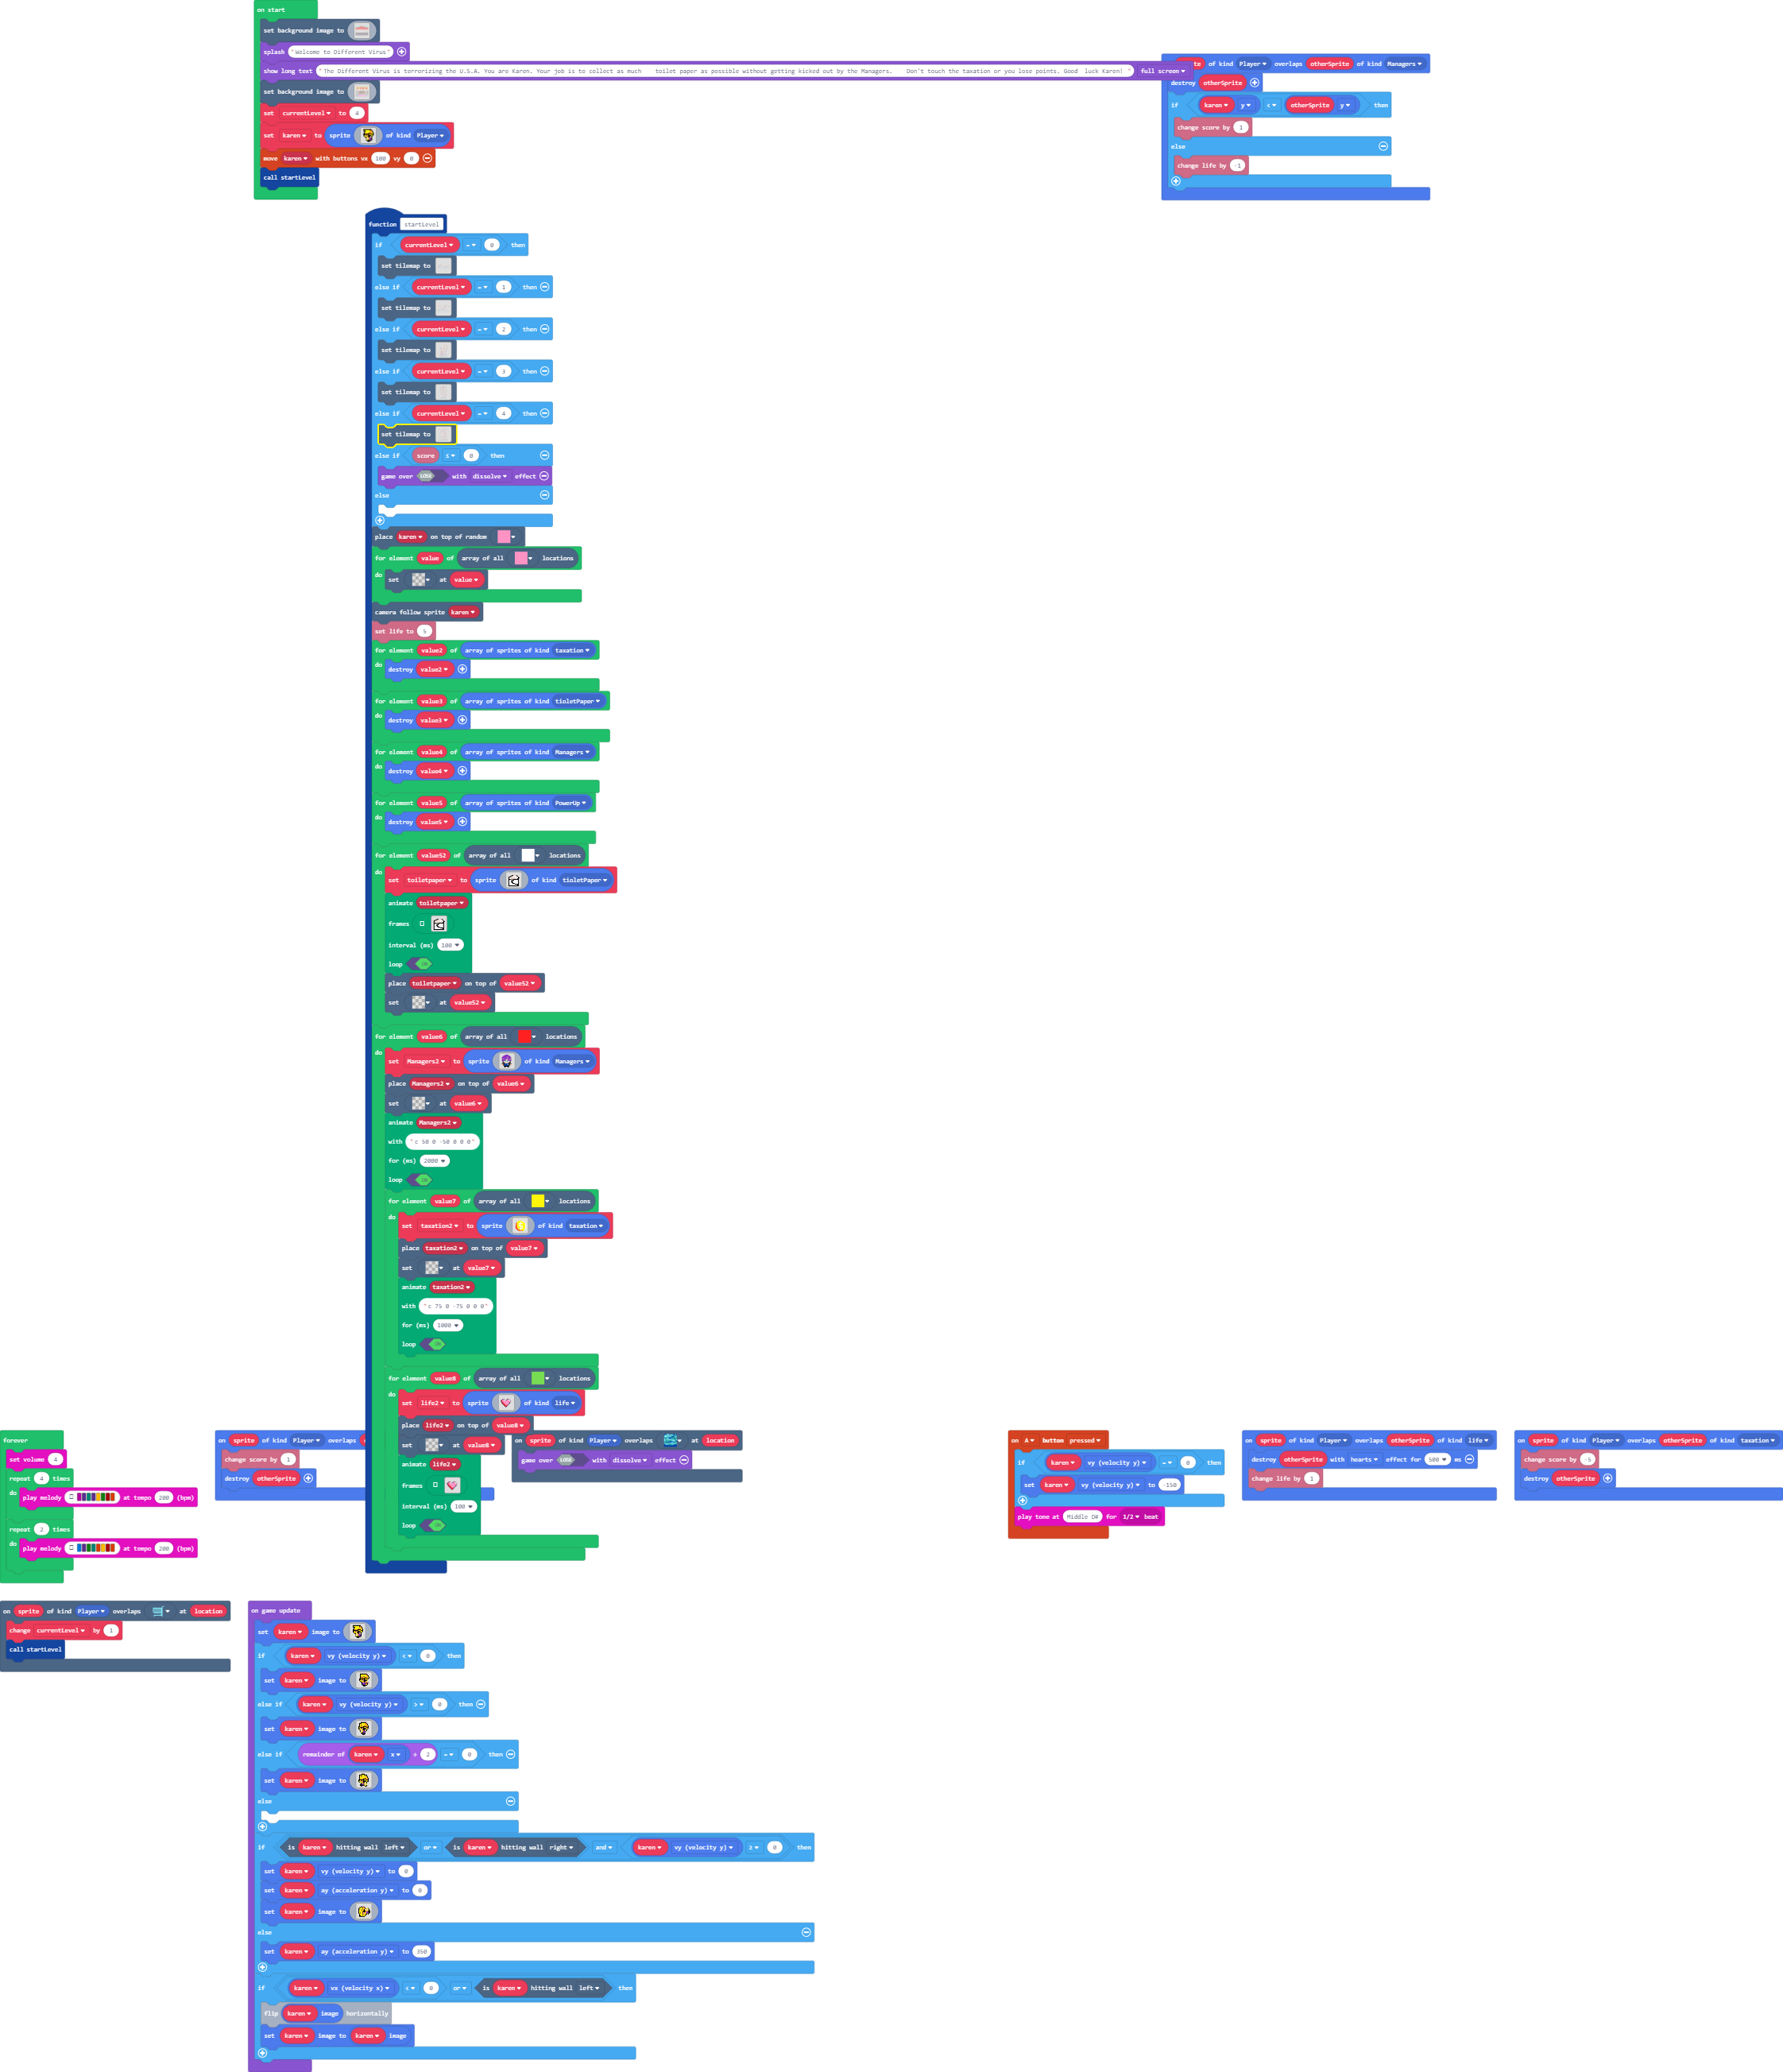 on start
set background image to
splash "Welcome to Different Virus"
show long text "The Different Virus is terrorizing the U.S.A. You are Karen. Your job is to collect as much toilet paper as possible without getting kicked out by the Managers. Don't touch the taxation or you lose points. Good luck Karen! " full screen
set background image to
set currentLevel to 4
set karen to sprite of kind Player
move karen with buttons vx 100 vy 0
call startLevel
of kind Player overlaps otherSprite of kind Managers
destroy otherSprite
if karen y < otherSprite y then
change score by 1
else
change life by -1
function startLevel
if currentLevel = 0 then
set tilemap to
else if currentLevel = 1 then
set tilemap to
else if currentLevel = 2 then
set tilemap to
else if currentLevel = 3 then
set tilemap to
else if currentLevel = 4 then
set tilemap to
else if score ≤ 0 then
game over LOSE with dissolve effect
else
place karen on top of random
for element value of array of all locations
do set at value
camera follow sprite karen
set life to 5
for element value2 of array of sprites of kind taxation
do destroy value2
for element value3 of array of sprites of kind tioletPaper
do destroy value3
for element value4 of array of sprites of kind Managers
do destroy value4
for element value5 of array of sprites of kind PowerUp
do destroy value5
for element value52 of array of all locations
do set toiletpaper to sprite of kind tioletPaper
animate toiletpaper
frames
interval (ms) 100
loop
place toiletpaper on top of value52
set at value52
for element value6 of array of all locations
do set Managers2 to sprite of kind Managers
place Managers2 on top of value6
set at value6
animate Managers2
with "c 50 0 -50 0 0 0"
for (ms) 2000
loop
for element value7 of array of all locations
do set taxation2 to sprite of kind taxation
place taxation2 on top of value7
set at value7
animate taxation2
with "c 75 0 -75 0 0 0"
for (ms) 1000
loop
for element value8 of array of all locations
do set life2 to sprite of kind life
place life2 on top of value8
set at value8
animate life2
frames
interval (ms) 100
loop
forever
set volume 4
repeat 4 times
do play melody at tempo 200 (bpm)
repeat 2 times
do play melody at tempo 200 (bpm)
on sprite of kind Player overlaps
change score by 1
destroy otherSprite
on sprite of kind Player overlaps at location
game over LOSE with dissolve effect
on A button pressed
if karen vy (velocity y) = 0 then
set karen vy (velocity y) to -150
play tone at Middle D# for 1/2 beat
on sprite of kind Player overlaps otherSprite of kind life
destroy otherSprite with hearts effect for 500 ms
change life by 1
on sprite of kind Player overlaps otherSprite of kind taxation
change score by -5
destroy otherSprite
on sprite of kind Player overlaps at location
change currentLevel by 1
call startLevel
on game update
set karen image to
if karen vy (velocity y) < 0 then
set karen image to
else if karen vy (velocity y) > 0 then
set karen image to
else if remainder of karen x ÷ 2 = 0 then
set karen image to
else
if is karen hitting wall left or is karen hitting wall right and karen vy (velocity y) ≥ 0 then
set karen vy (velocity y) to 0
set karen ay (acceleration y) to 0
set karen image to
else
set karen ay (acceleration y) to 350
if karen vx (velocity x) < 0 or is karen hitting wall left then
flip karen image horizontally
set karen image to karen image